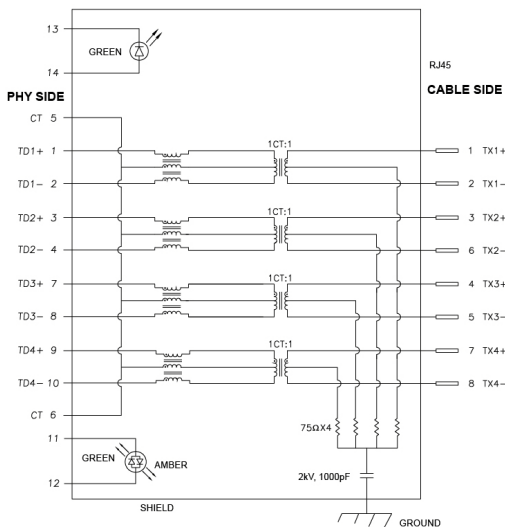 13
GREEN
14
RJ45
PHY SIDE
CABLE SIDE
CT 5
1CT:1
TD1+ 1
1 TX1+
TD1- 2
2 TX1-
1CT:1
TD2+ 3
3 TX2+
TD2- 4
6 TX2-
1CT:1
TD3+ 7
4 TX3+
TD3- 8
5 TX3-
1CT:1
TD4+ 9
7 TX4+
TD4- 10
8 TX4-
CT 6
75ΩX4
11
GREEN
AMBER
12
2kV, 1000pF
SHIELD
GROUND